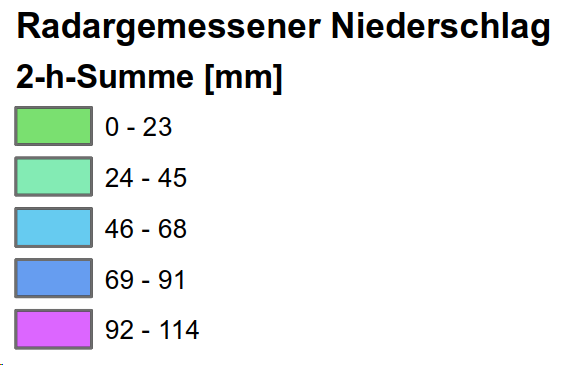 Radargemessener Niederschlag
2-h-Summe [mm]
0 - 23
24 - 45
46 - 68
69 - 91
92 - 114